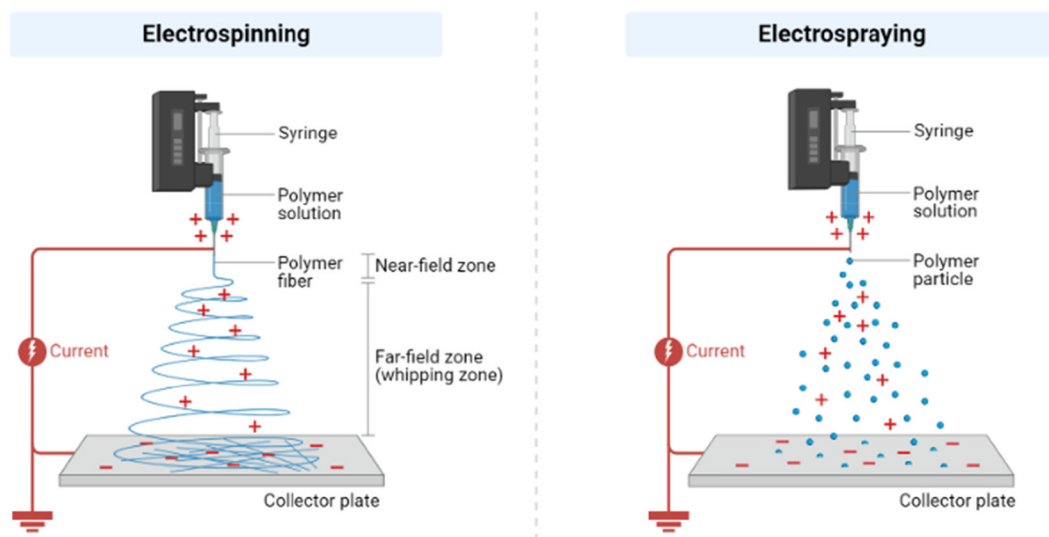 Electrospinning
Syringe
Polymer
solution
Polymer
fiber
Near-field zone
Far-field zone
(whipping zone)
Current
Collector plate
Electrospraying
Syringe
Polymer
solution
Polymer
particle
Current
Collector plate